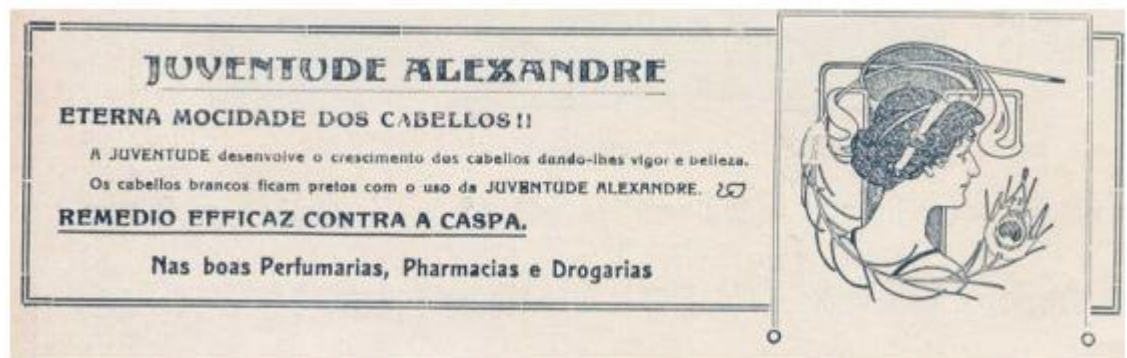 JUVENTUDE ALEXANDRE
ETERNA MOCIDADE DOS CABELLOS!!
A JUVENTUDE desenvolve o crescimento dos cabellos dando-lhes vigor e belleza.
Os cabellos brancos ficam pretos com o uso da JUVENTUDE ALEXANDRE.
REMEDIO EFFICAZ CONTRA A CASPA.
Nas boas Perfumarias, Pharmacias e Drogarias